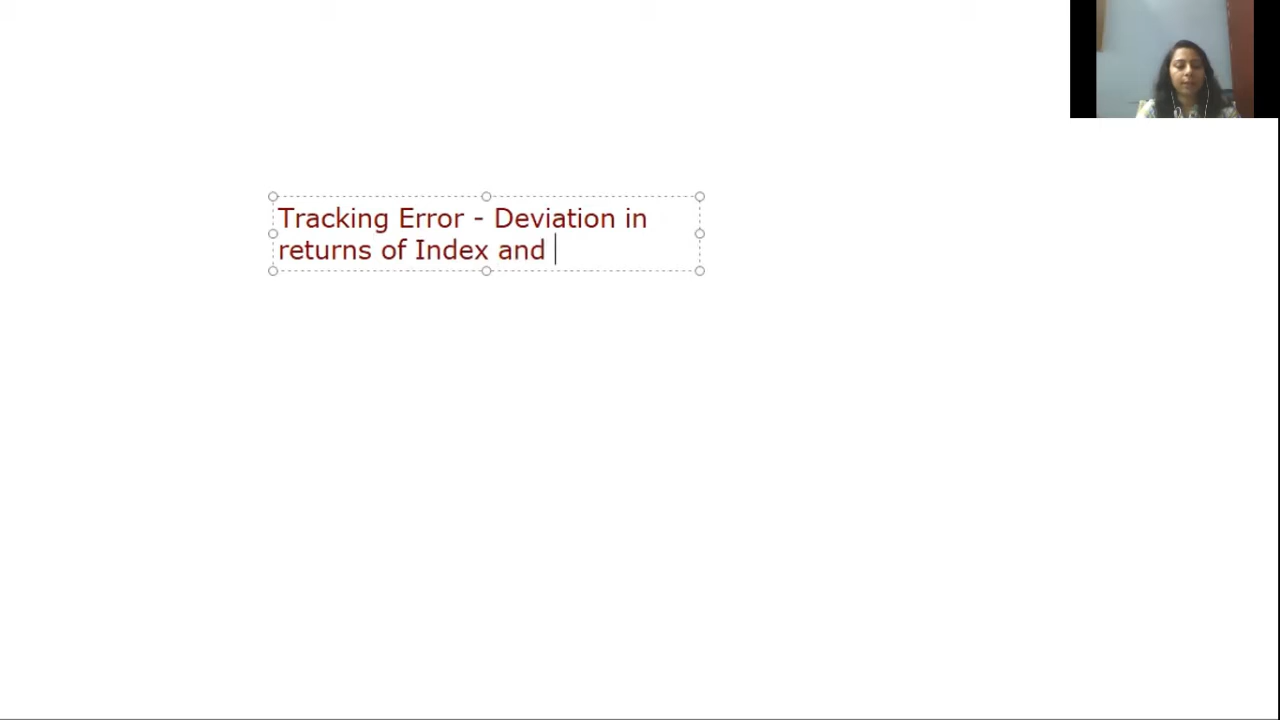 Tracking Error - Deviation in
returns of Index and